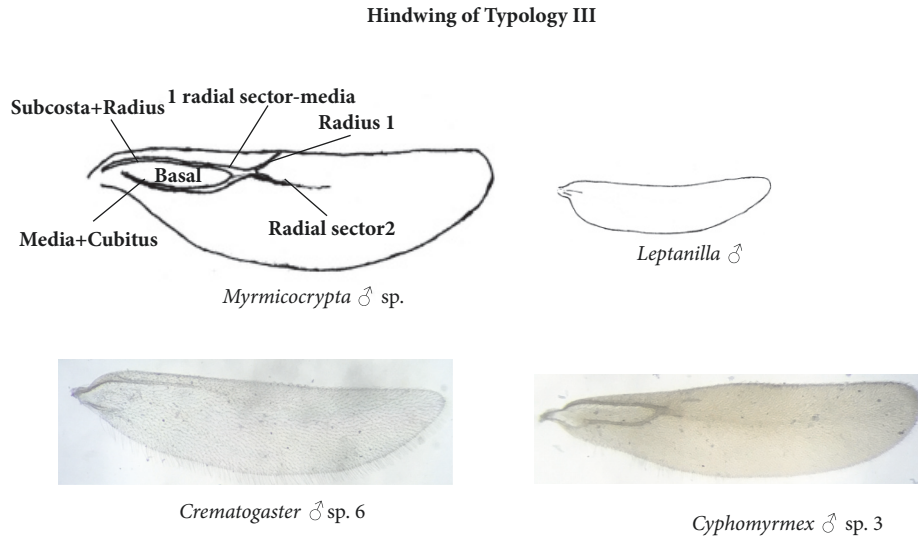 Hindwing of Typology III
Subcosta+Radius
1 radial sector-media
Radius 1
Basal
Media+Cubitus
Radial sector2
Myrmicocrypta ♂ sp.
Leptanilla ♂
Crematogaster ♂ sp. 6
Cyphomyrmex ♂ sp. 3